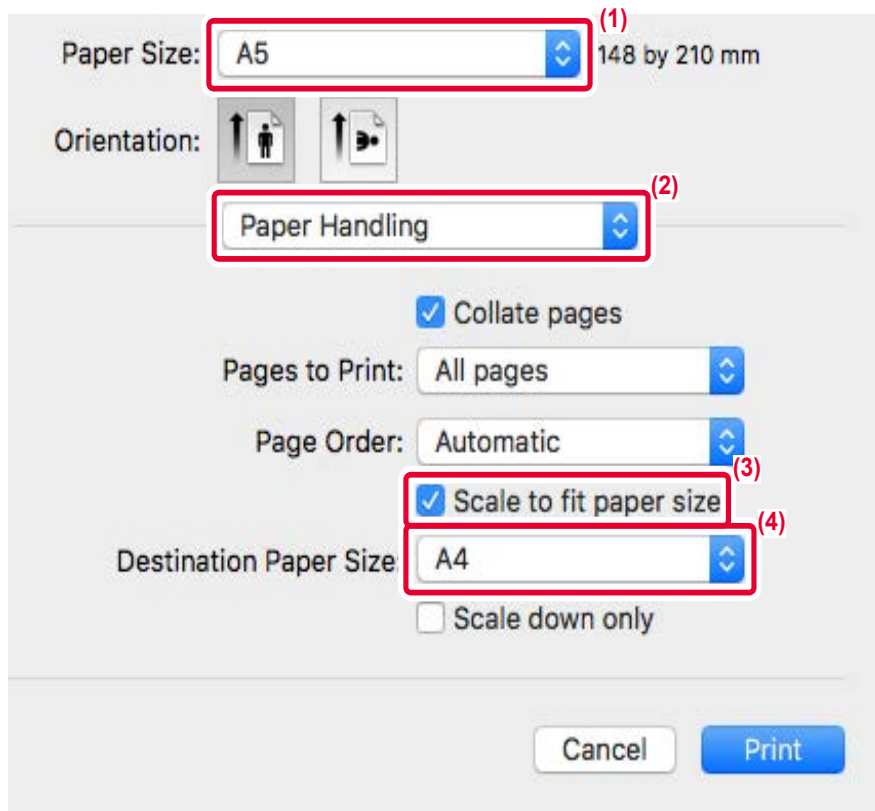 (1)
Paper Size: A5 148 by 210 mm
Orientation:
(2)
Paper Handling
Collate pages
Pages to Print: All pages
Page Order: Automatic
(3)
Scale to fit paper size
(4)
Destination Paper Size: A4
Scale down only
Cancel Print